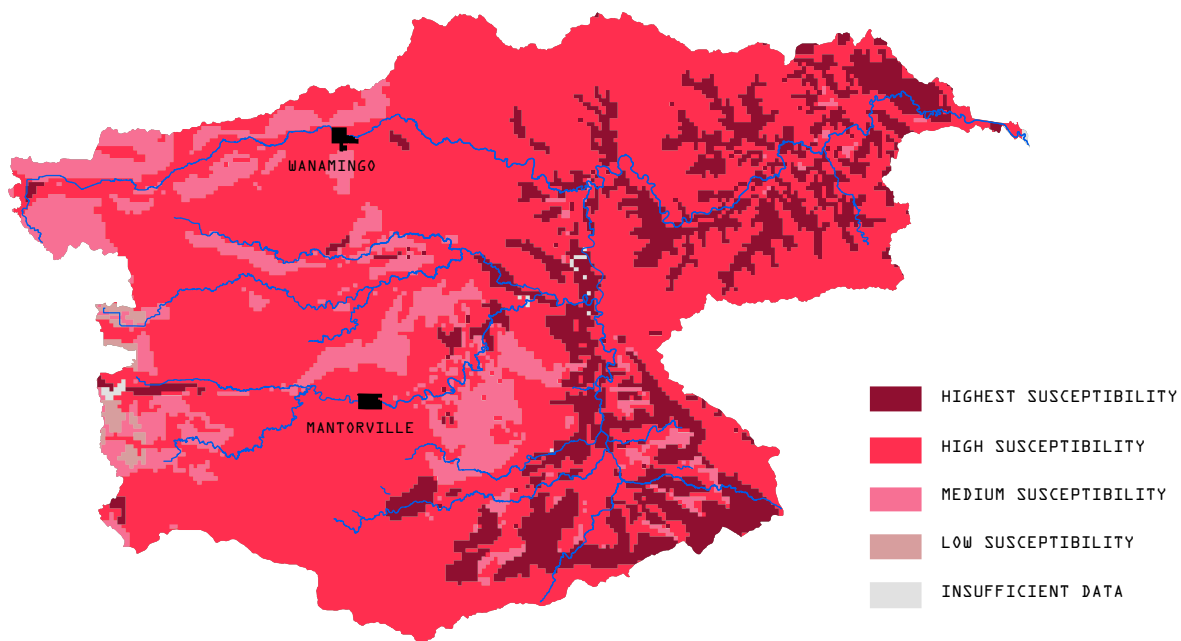 WANAMINGO
MANTORVILLE
HIGHEST SUSCEPTIBILITY
HIGH SUSCEPTIBILITY
MEDIUM SUSCEPTIBILITY
LOW SUSCEPTIBILITY
INSUFFICIENT DATA